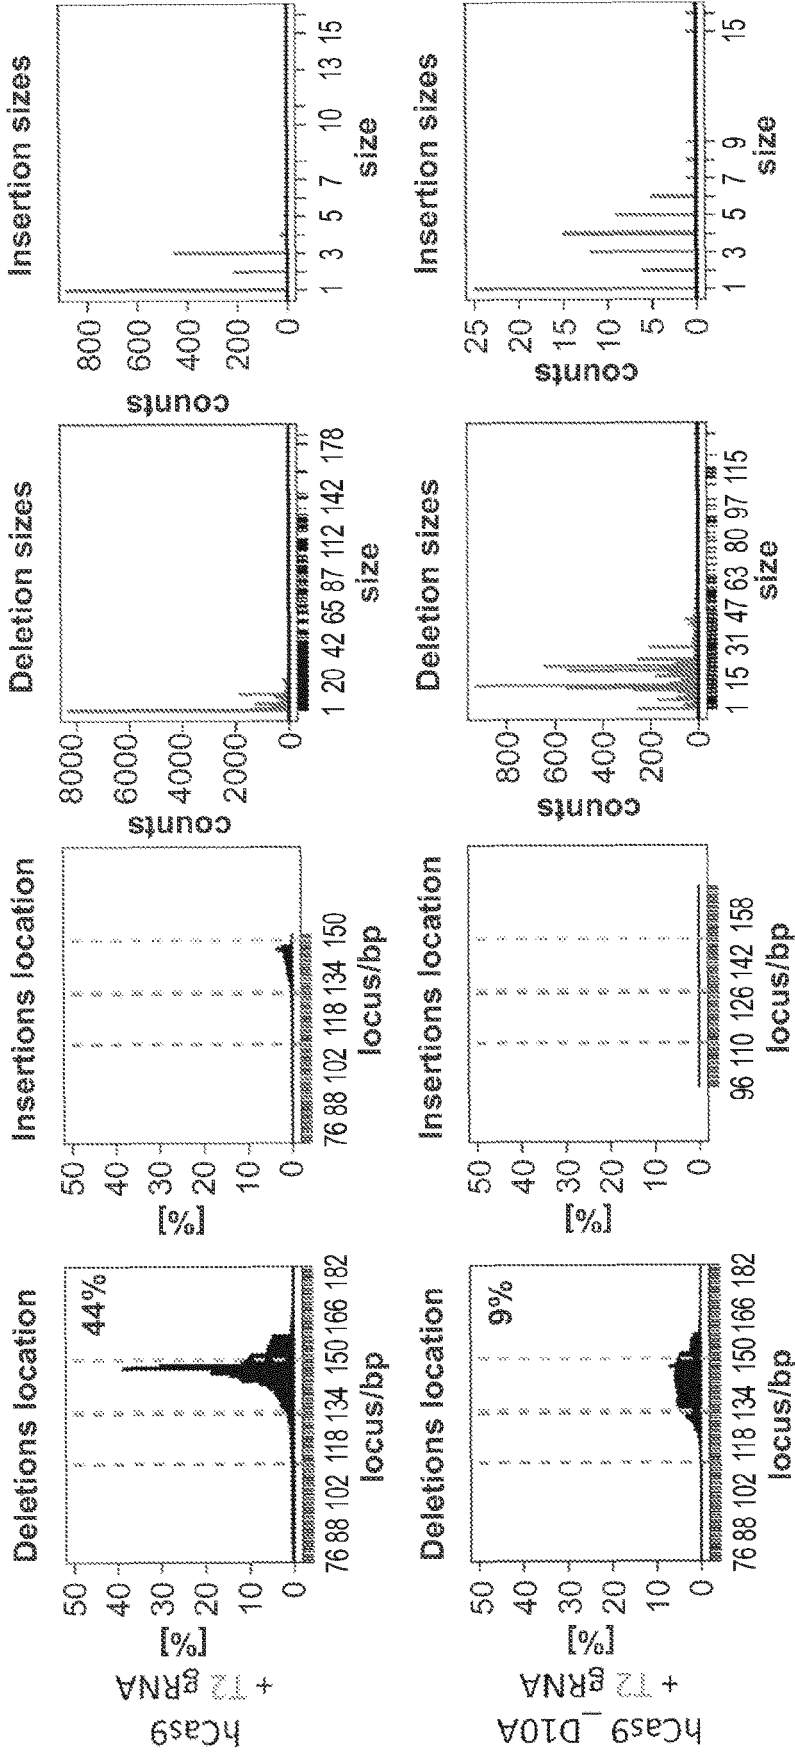 hCas9
+ T2 gRNA
Deletions location
[%]
50
40
30
20
10
0
44%
76 88 102 118 134 150 166 182
locus/bp
Insertions location
[%]
50
40
30
20
10
0
76 88 102 118 134 150
locus/bp
Deletion sizes
counts
8000
6000
4000
2000
0
1 20 42 65 87 112 142 178
size
Insertion sizes
counts
800
600
400
200
0
1 3 5 7 10 13 15
size
hCas9_D10A
+ T2 gRNA
Deletions location
[%]
50
40
30
20
10
0
9%
76 88 102 118 134 150 166 182
locus/bp
Insertions location
[%]
50
40
30
20
10
0
96 110 126 142 158
locus/bp
Deletion sizes
counts
800
600
400
200
0
1 15 31 47 63 80 97 115
size
Insertion sizes
counts
25
20
15
10
5
0
1 3 5 7 9 15
size